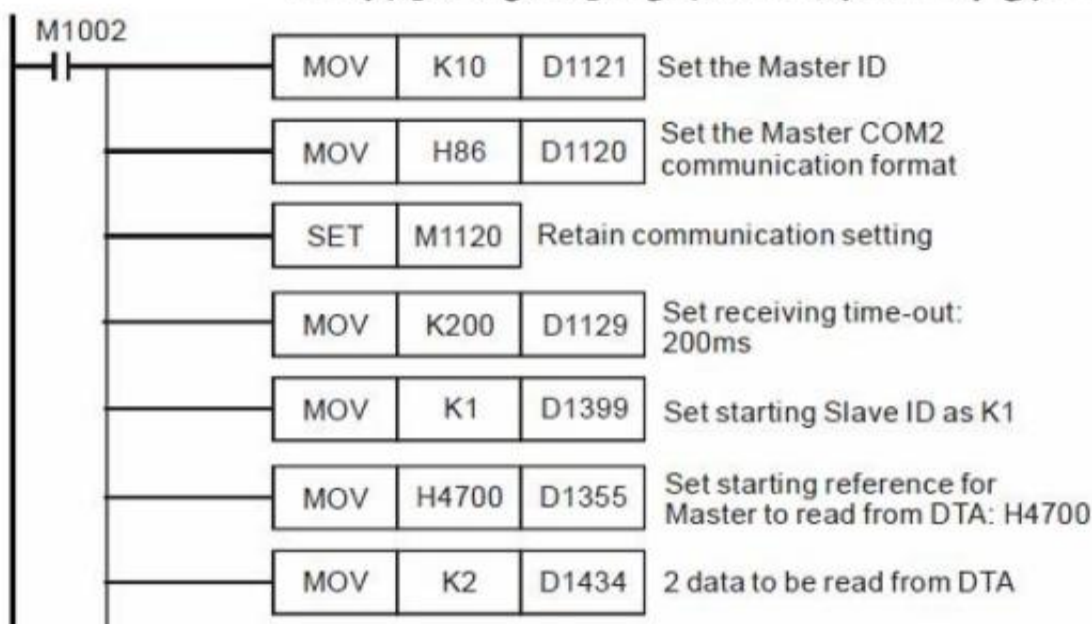 M1002
MOV K10 D1121 Set the Master ID
MOV H86 D1120 Set the Master COM2
communication format
SET M1120 Retain communication setting
MOV K200 D1129 Set receiving time-out:
200ms
MOV K1 D1399 Set starting Slave ID as K1
MOV H4700 D1355 Set starting reference for
Master to read from DTA: H4700
MOV K2 D1434 2 data to be read from DTA